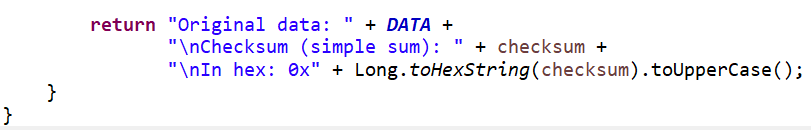 return "Original data: " + DATA +
"\nChecksum (simple sum): " + checksum +
"\nIn hex: 0x" + Long.toHexString(checksum).toUpperCase();
}
}